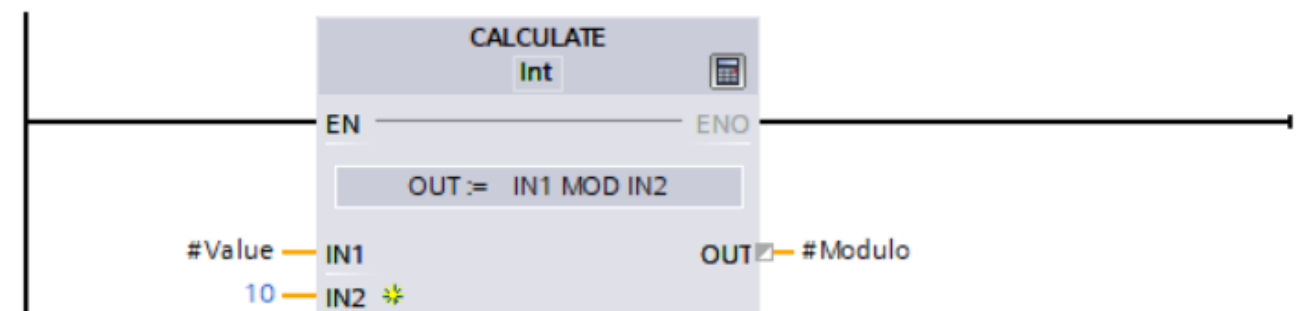 CALCULATE
Int
EN ENO
OUT := IN1 MOD IN2
#Value IN1 OUT #Modulo
10 IN2